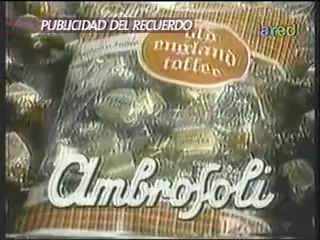 PUBLICIDAD DEL RECUERDO
ared
old
england
toffee
Ambrosoli